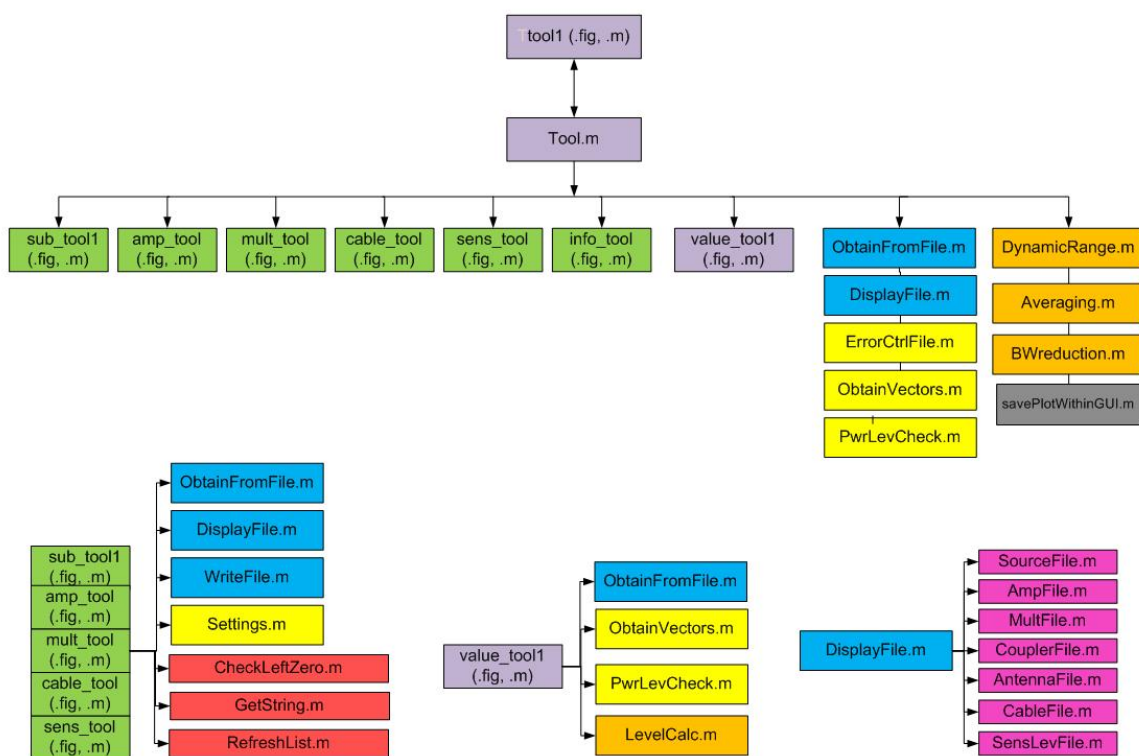 Ttool1 (.fig, .m)
Tool.m
sub_tool1
(.fig, .m)
amp_tool
(.fig, .m)
mult_tool
(.fig, .m)
cable_tool
(.fig, .m)
sens_tool
(.fig, .m)
info_tool
(.fig, .m)
value_tool1
(.fig, .m)
ObtainFromFile.m
DisplayFile.m
ErrorCtrlFile.m
ObtainVectors.m
PwrLevCheck.m
DynamicRange.m
Averaging.m
BWreduction.m
savePlotWithinGUI.m
sub_tool1
(.fig, .m)
amp_tool
(.fig, .m)
mult_tool
(.fig, .m)
cable_tool
(.fig, .m)
sens_tool
(.fig, .m)
ObtainFromFile.m
DisplayFile.m
WriteFile.m
Settings.m
CheckLeftZero.m
GetString.m
RefreshList.m
value_tool1
(.fig, .m)
ObtainFromFile.m
ObtainVectors.m
PwrLevCheck.m
LevelCalc.m
DisplayFile.m
SourceFile.m
AmpFile.m
MultFile.m
CouplerFile.m
AntennaFile.m
CableFile.m
SensLevFile.m